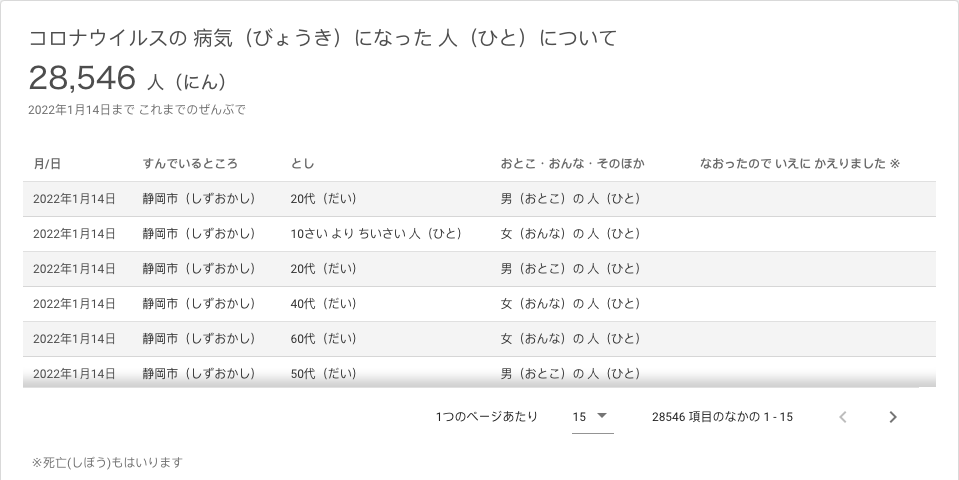 コロナウイルスの 病気（びょうき）になった 人（ひと）について
28,546 人（にん）
2022年1月14日まで これまでのぜんぶで
月/日 すんでいるところ とし おとこ・おんな・そのほか なおったので いえに かえりました ※
2022年1月14日 静岡市（しずおかし） 20代（だい） 男（おとこ）の 人（ひと）
2022年1月14日 静岡市（しずおかし） 10さい より ちいさい 人（ひと） 女（おんな）の 人（ひと）
2022年1月14日 静岡市（しずおかし） 20代（だい） 男（おとこ）の 人（ひと）
2022年1月14日 静岡市（しずおかし） 40代（だい） 女（おんな）の 人（ひと）
2022年1月14日 静岡市（しずおかし） 60代（だい） 女（おんな）の 人（ひと）
2022年1月14日 静岡市（しずおかし） 50代（だい） 男（おとこ）の 人（ひと）
1つのページあたり 15 28546 項目のなかの 1 - 15
※死亡(しぼう)もはいります